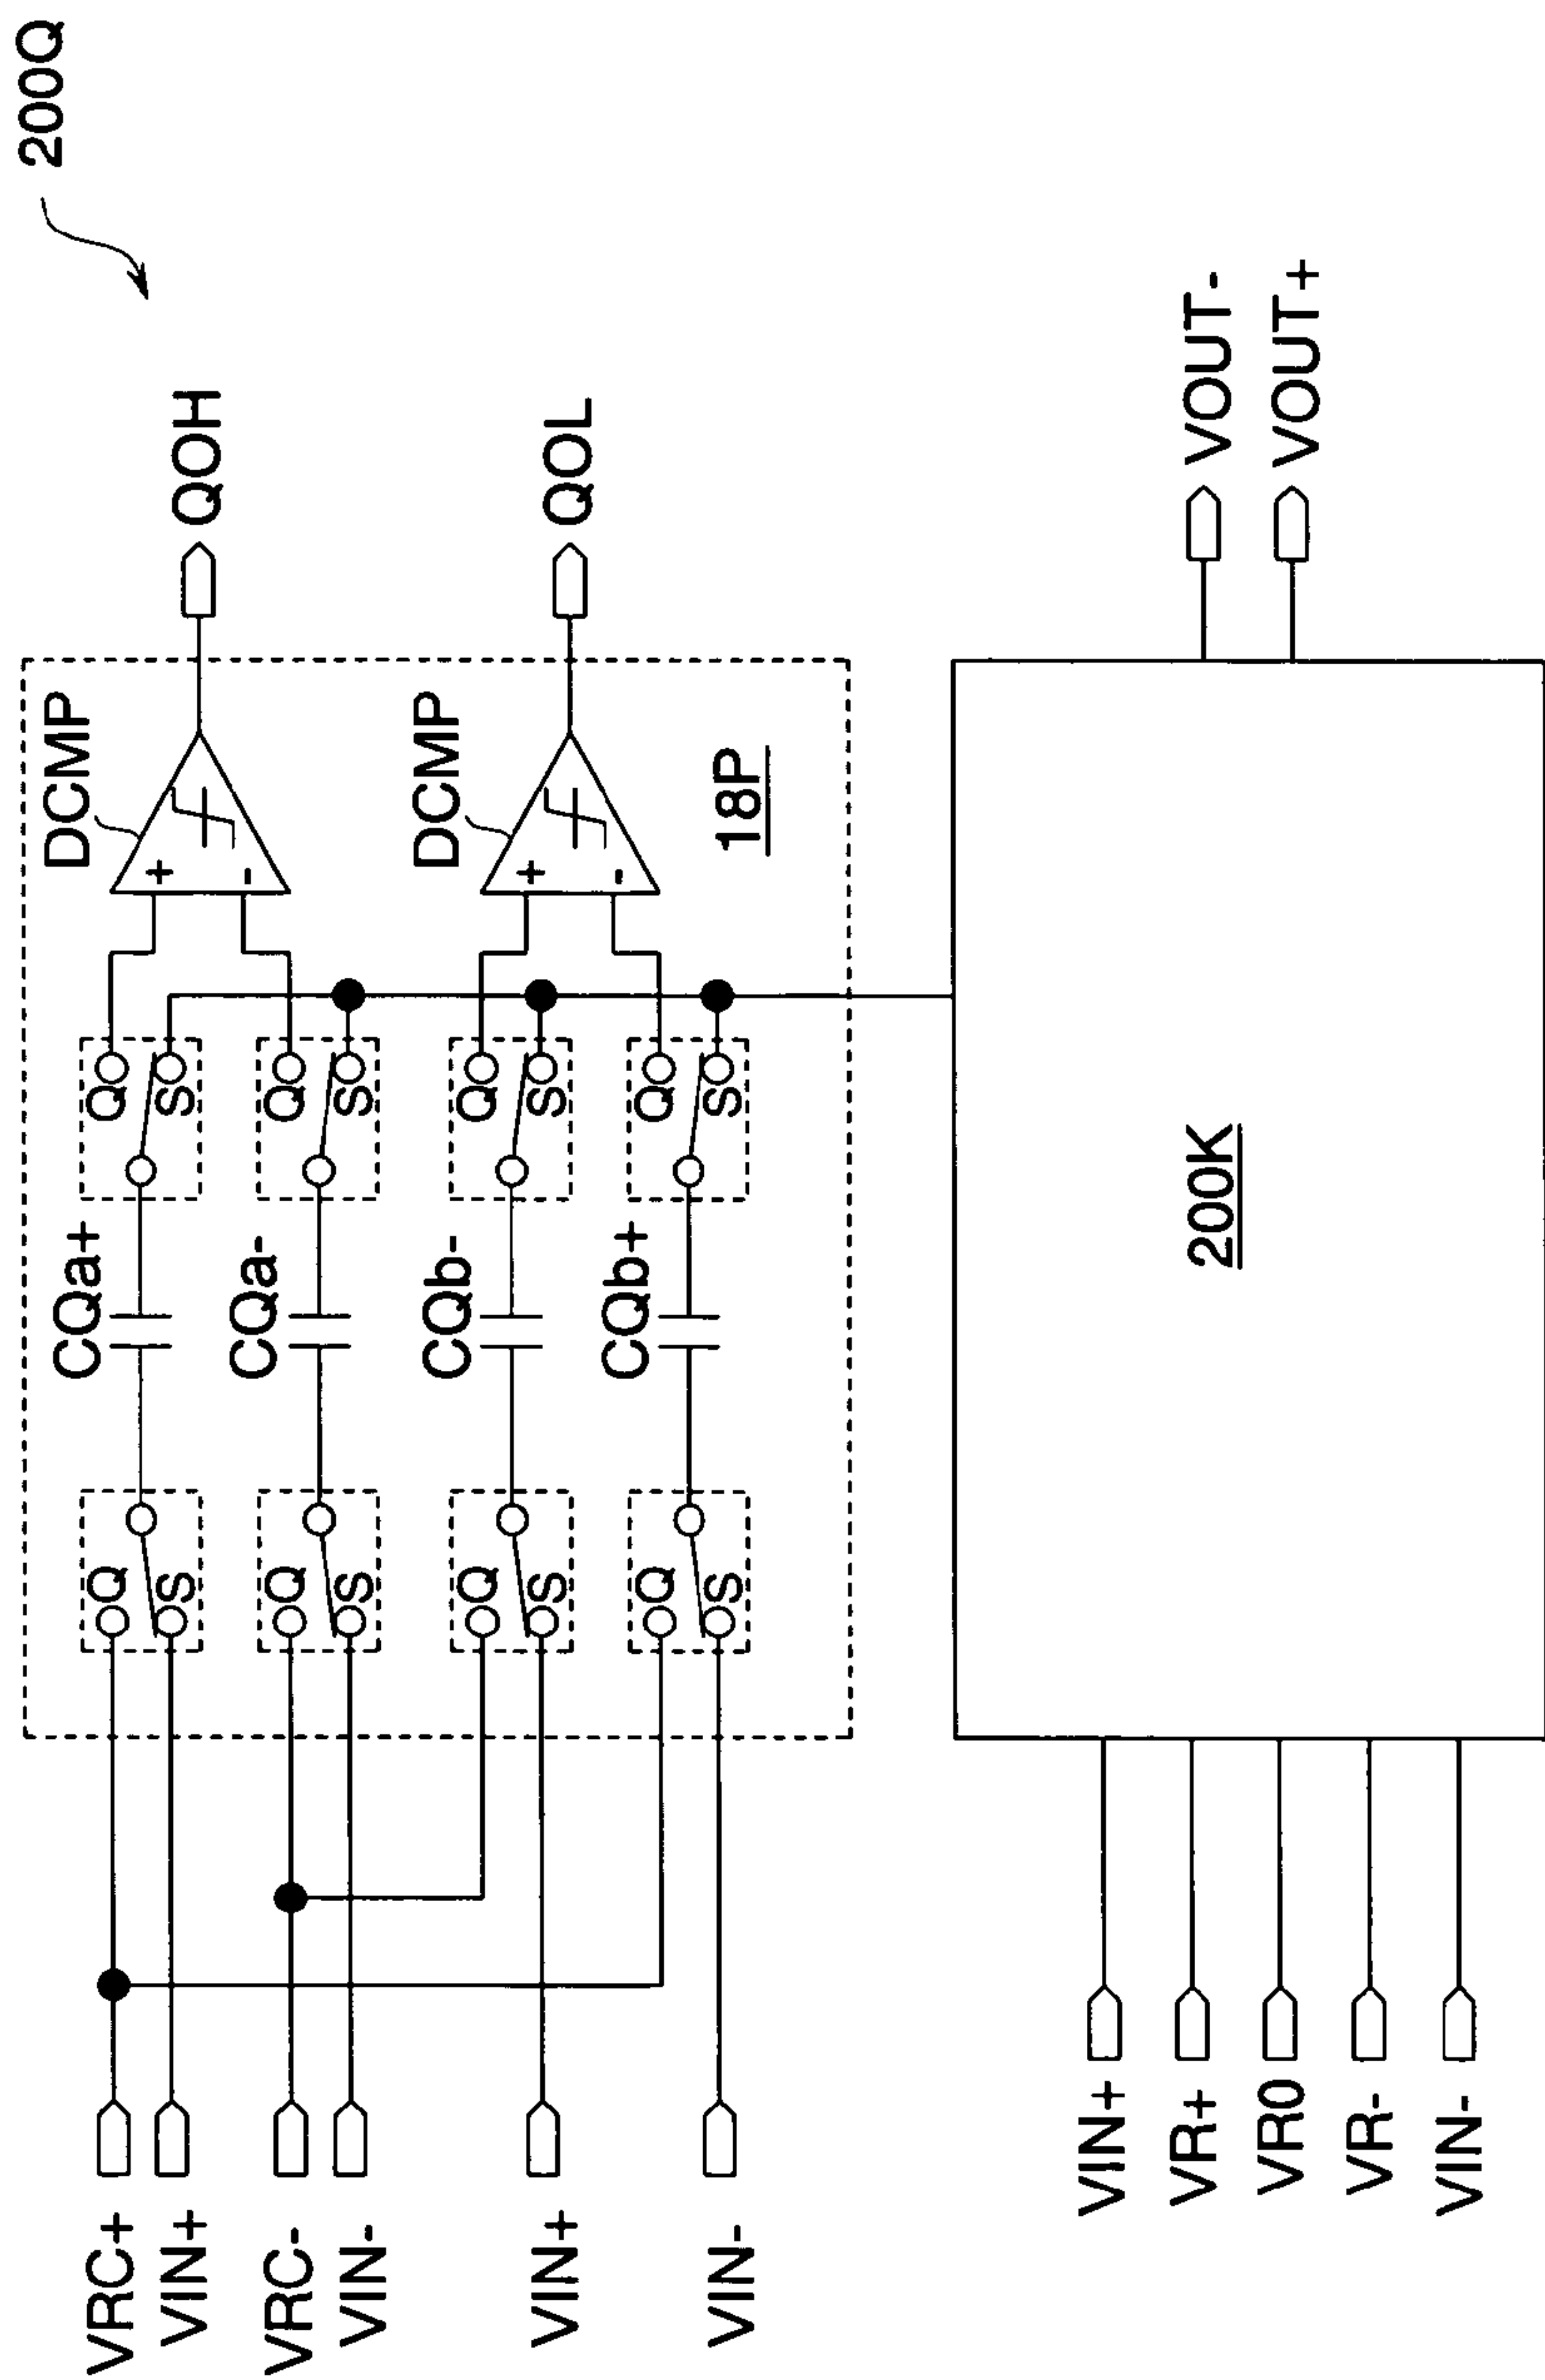 200Q
VRC+
VIN+
VRC-
VIN-
VIN+
VIN-
Q
S
Q
S
Q
S
Q
S
CQa+
CQa-
CQb-
CQb+
Q
S
Q
S
Q
S
Q
S
DCMP
+
-
DCMP
+
-
18P
QOH
QOL
VIN+
VR+
VR0
VR-
VIN-
200K
VOUT-
VOUT+